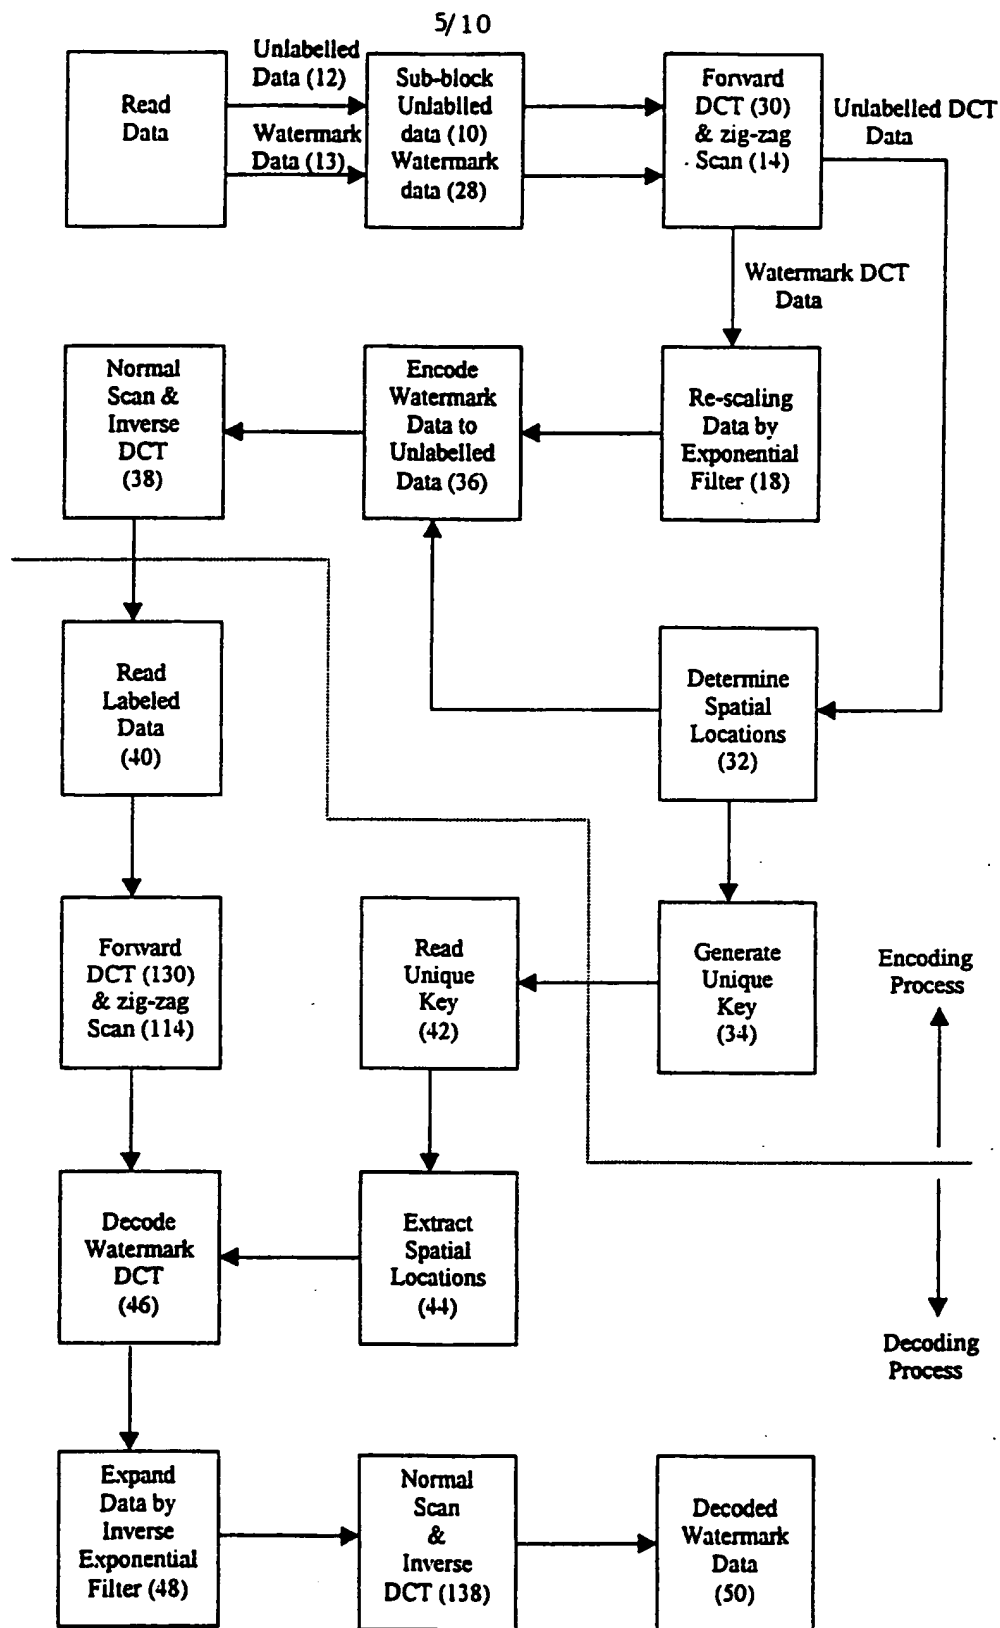 5/10
Read
Data
Unlabelled
Data (12)
Watermark
Data (13)
Sub-block
Unlablled
data (10)
Watermark
data (28)
Forward
DCT (30)
& zig-zag
Scan (14)
Unlabelled DCT
Data
Watermark DCT
Data
Normal
Scan &
Inverse
DCT
(38)
Encode
Watermark
Data to
Unlabelled
Data (36)
Re-scaling
Data by
Exponential
Filter (18)
Read
Labeled
Data
(40)
Determine
Spatial
Locations
(32)
Forward
DCT (130)
& zig-zag
Scan (114)
Read
Unique
Key
(42)
Generate
Unique
Key
(34)
Encoding
Process
Decode
Watermark
DCT
(46)
Extract
Spatial
Locations
(44)
Decoding
Process
Expand
Data by
Inverse
Exponential
Filter (48)
Normal
Scan
&
Inverse
DCT (138)
Decoded
Watermark
Data
(50)